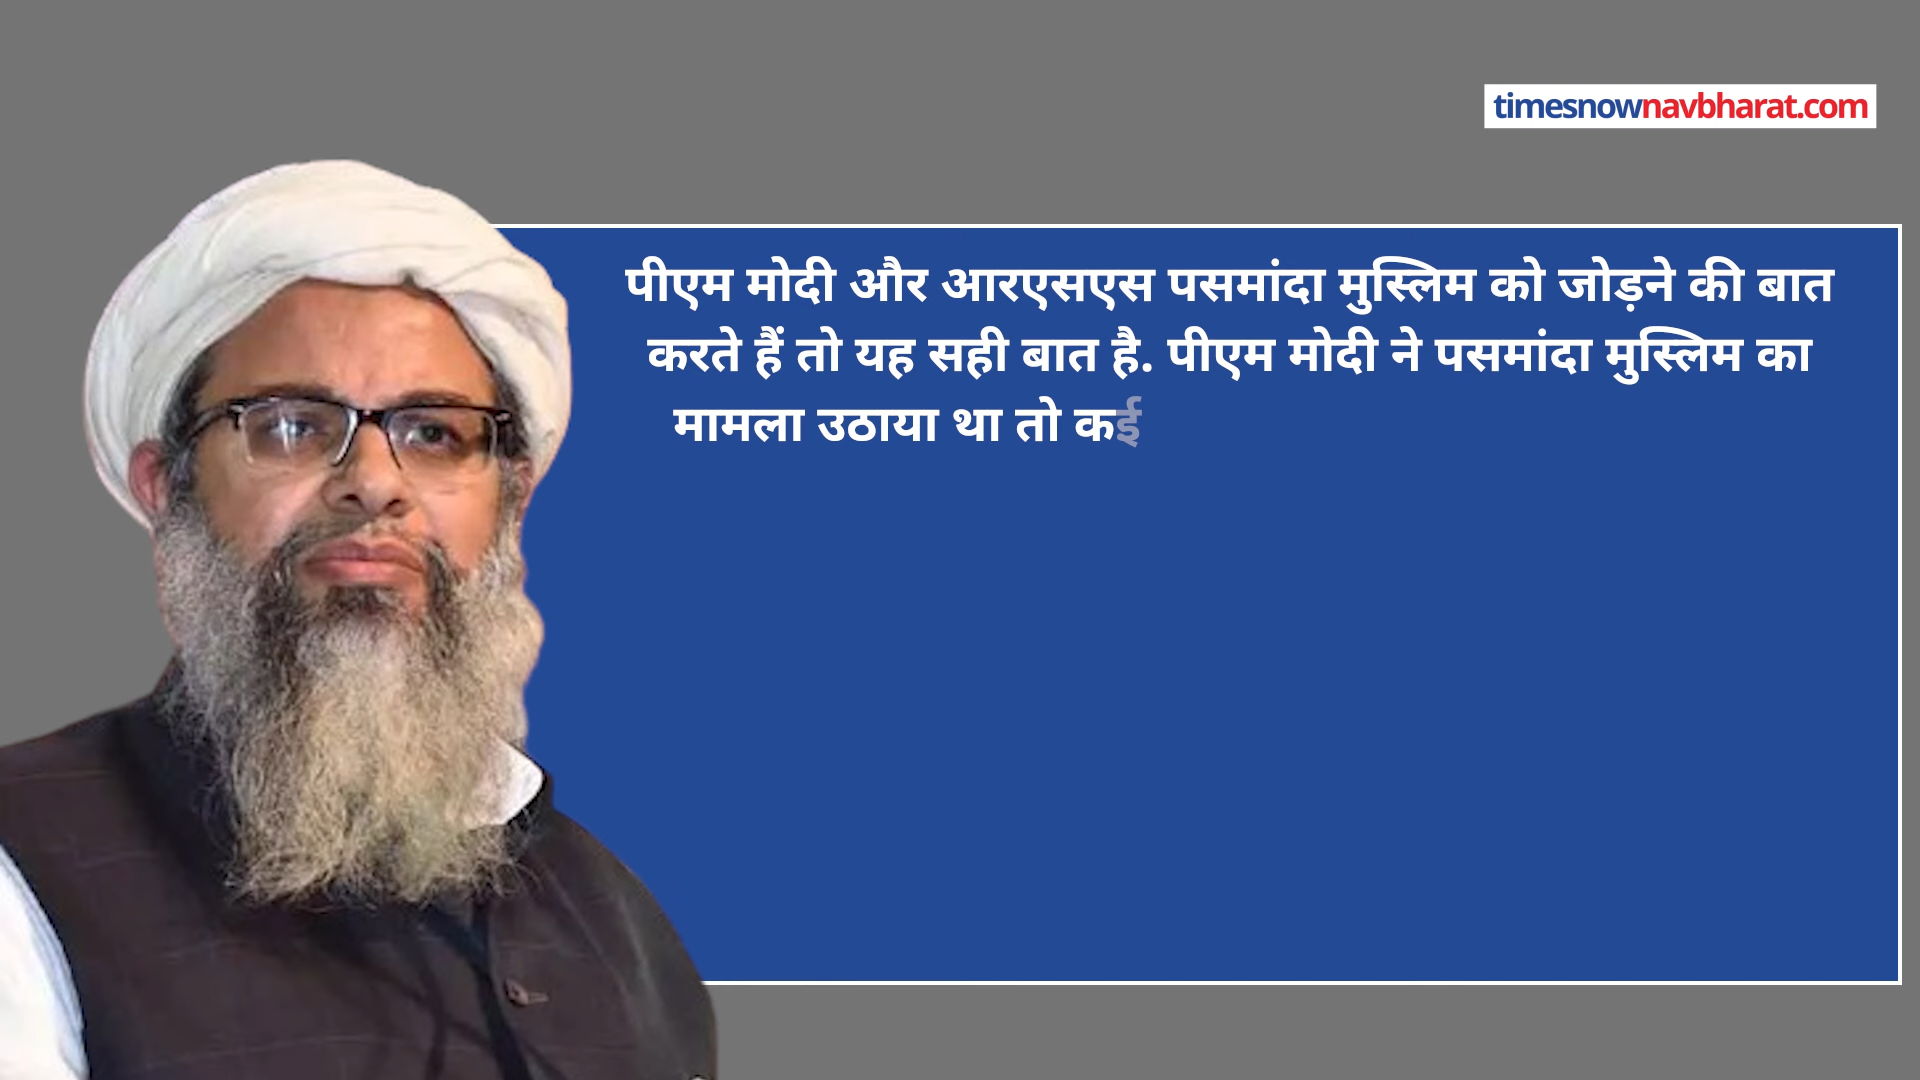 timesnownavbharat.com
पीएम मोदी और आरएसएस पसमांदा मुस्लिम को जोड़ने की बात
करते हैं तो यह सही बात है. पीएम मोदी ने पसमांदा मुस्लिम का
मामला उठाया था तो कई